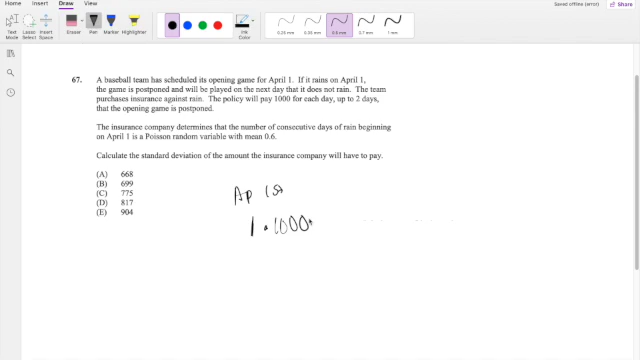 Home Insert Draw View Saved offline (error)
Text Mode Lasso Select Insert Space Eraser Pen Marker Highlighter Ink Color 0.25 mm 0.35 mm 0.5 mm 0.7 mm 1 mm
67. A baseball team has scheduled its opening game for April 1. If it rains on April 1,
the game is postponed and will be played on the next day that it does not rain. The team
purchases insurance against rain. The policy will pay 1000 for each day, up to 2 days,
that the opening game is postponed.
The insurance company determines that the number of consecutive days of rain beginning
on April 1 is a Poisson random variable with mean 0.6.
Calculate the standard deviation of the amount the insurance company will have to pay.
(A) 668
(B) 699
(C) 775
(D) 817
(E) 904
Ap 1st
1 • 1000